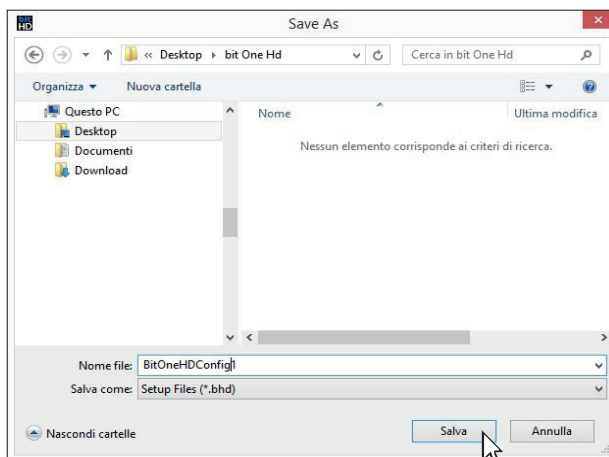 bit
HD
Save As
« Desktop ▸ bit One Hd
Cerca in bit One Hd
Organizza
Nuova cartella
Questo PC
Desktop
Documenti
Download
Nome
Ultima modifica
Nessun elemento corrisponde ai criteri di ricerca.
Nome file: BitOneHDConfig1
Salva come: Setup Files (*.bhd)
Nascondi cartelle
Salva
Annulla